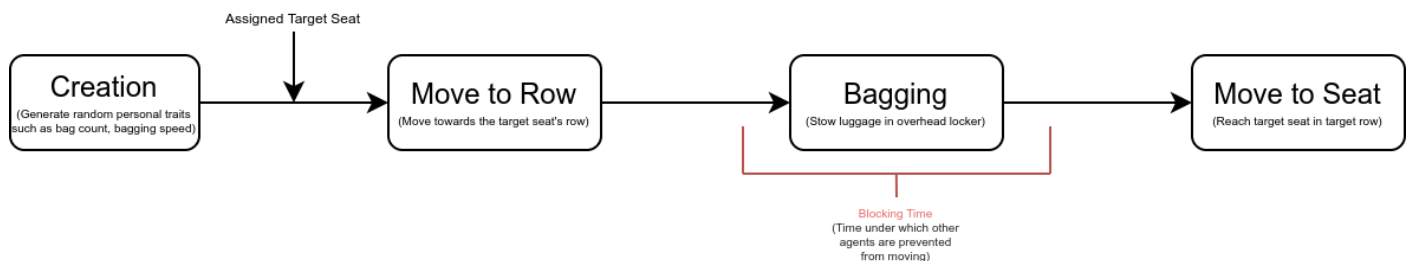 Assigned Target Seat
Creation
(Generate random personal traits
such as bag count, bagging speed)
Move to Row
(Move towards the target seat's row)
Bagging
(Stow luggage in overhead locker)
Move to Seat
(Reach target seat in target row)
Blocking Time
(Time under which other
agents are prevented
from moving)